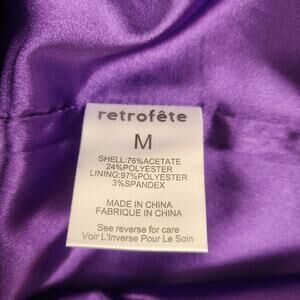 retrofête
M
SHELL:76%ACETATE
24%POLYESTER
LINING:97%POLYESTER
3%SPANDEX
MADE IN CHINA
FABRIQUE IN CHINA
See reverse for care
Voir L'Inverse Pour Le Soin